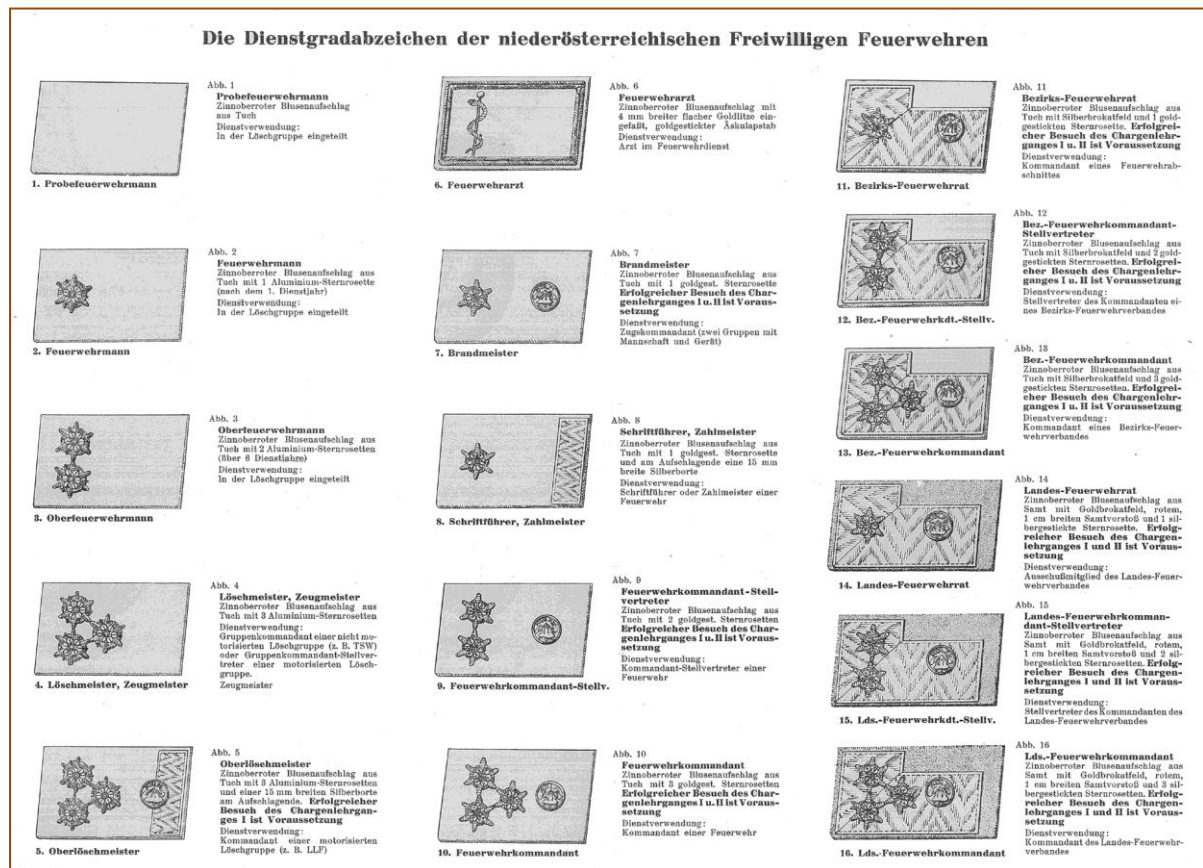 Die Dienstgradabzeichen der niederösterreichischen Freiwilligen Feuerwehren
Abb. 1
Probefeuerwehrmann
Zinnoberroter Blusenaufschlag
aus Tuch
Dienstverwendung:
In der Löschgruppe eingeteilt
1. Probefeuerwehrmann
Abb. 2
Feuerwehrmann
Zinnoberroter Blusenaufschlag aus
Tuch mit 1 Aluminium-Sternrosette
(nach dem 1. Dienstjahr)
Dienstverwendung:
In der Löschgruppe eingeteilt
2. Feuerwehrmann
Abb. 3
Oberfeuerwehrmann
Zinnoberroter Blusenaufschlag aus
Tuch mit 2 Aluminium-Sternrosetten
(über 6 Dienstjahre)
Dienstverwendung:
In der Löschgruppe eingeteilt
3. Oberfeuerwehrmann
Abb. 4
Löschmeister, Zeugmeister
Zinnoberroter Blusenaufschlag aus
Tuch mit 3 Aluminium-Sternrosetten
Dienstverwendung:
Gruppenkommandant einer nicht mo-
torisierten Löschgruppe (z. B. TSW)
oder Gruppenkommandant-Stellver-
treter einer motorisierten Lösch-
gruppe.
Zeugmeister
4. Löschmeister, Zeugmeister
Abb. 5
Oberlöschmeister
Zinnoberroter Blusenaufschlag aus
Tuch mit 3 Aluminium-Sternrosetten
und einer 15 mm breiten Silberborte
am Aufschlagende. Erfolgreicher
Besuch des Chargenlehrgan-
ges I ist Voraussetzung
Dienstverwendung:
Kommandant einer motorisierten
Löschgruppe (z. B. LLF)
5. Oberlöschmeister
Abb. 6
Feuerwehrarzt
Zinnoberroter Blusenaufschlag mit
4 mm breiter flacher Goldlitze ein-
gefaßt, goldgestickter Äskulapstab
Dienstverwendung:
Arzt im Feuerwehrdienst
6. Feuerwehrarzt
Abb. 7
Brandmeister
Zinnoberroter Blusenaufschlag aus
Tuch mit 1 goldgest. Sternrosette
Erfolgreicher Besuch des Char-
genlehrganges I u. II ist Voraus-
setzung
Dienstverwendung:
Zugskommandant (zwei Gruppen mit
Mannschaft und Gerät)
7. Brandmeister
Abb. 8
Schriftführer, Zahlmeister
Zinnoberroter Blusenaufschlag aus
Tuch mit 1 goldgest. Sternrosette
und am Aufschlagende eine 15 mm
breite Silberborte
Dienstverwendung:
Schriftführer oder Zahlmeister einer
Feuerwehr
8. Schriftführer, Zahlmeister
Abb. 9
Feuerwehrkommandant-Stell-
vertreter
Zinnoberroter Blusenaufschlag aus
Tuch mit 2 goldgest. Sternrosetten
Erfolgreicher Besuch des Char-
genlehrganges I u. II ist Voraus-
setzung
Dienstverwendung:
Kommandant-Stellvertreter einer
Feuerwehr
9. Feuerwehrkommandant-Stellv.
Abb. 10
Feuerwehrkommandant
Zinnoberroter Blusenaufschlag aus
Tuch mit 3 goldgest. Sternrosetten
Erfolgreicher Besuch des Char-
genlehrganges I u. II ist Voraus-
setzung
Dienstverwendung:
Kommandant einer Feuerwehr
10. Feuerwehrkommandant
Abb. 11
Bezirks-Feuerwehrrat
Zinnoberroter Blusenaufschlag aus
Tuch mit Silberbrokatfeld und 1 gold-
gestickten Sternrosette. Erfolgrei-
cher Besuch des Chargenlehr-
ganges I u. II ist Voraussetzung
Dienstverwendung:
Kommandant eines Feuerwehrab-
schnittes
11. Bezirks-Feuerwehrrat
Abb. 12
Bez.-Feuerwehrkommandant-
Stellvertreter
Zinnoberroter Blusenaufschlag aus
Tuch mit Silberbrokatfeld und 2 gold-
gestickten Sternrosetten. Erfolgrei-
cher Besuch des Chargenlehr-
ganges I u. II ist Voraussetzung
Dienstverwendung:
Stellvertreter des Kommandanten ei-
nes Bezirks-Feuerwehrverbandes
12. Bez.-Feuerwehrkdt.-Stellv.
Abb. 13
Bez.-Feuerwehrkommandant
Zinnoberroter Blusenaufschlag aus
Tuch mit Silberbrokatfeld und 3 gold-
gestickten Sternrosetten. Erfolgrei-
cher Besuch des Chargenlehr-
ganges I u. II ist Voraussetzung
Dienstverwendung:
Kommandant eines Bezirks-Feuer-
wehrverbandes
13. Bez.-Feuerwehrkommandant
Abb. 14
Landes-Feuerwehrrat
Zinnoberroter Blusenaufschlag aus
Samt mit Goldbrokatfeld, rotem,
1 cm breiten Samtvorstoß und 1 sil-
bergestickte Sternrosette. Erfolg-
reicher Besuch des Chargen-
lehrganges I und II ist Voraus-
setzung
Dienstverwendung:
Ausschußmitglied des Landes-Feuer-
wehrverbandes
14. Landes-Feuerwehrrat
Abb. 15
Landes-Feuerwehrkomman-
dant-Stellvertreter
Zinnoberroter Blusenaufschlag aus
Samt mit Goldbrokatfeld, rotem,
1 cm breiten Samtvorstoß und 2 sil-
bergestickten Sternrosetten. Erfolg-
reicher Besuch des Chargen-
lehrganges I und II ist Voraus-
setzung
Dienstverwendung:
Stellvertreter des Kommandanten des
Landes-Feuerwehrverbandes
15. Lds.-Feuerwehrkdt.-Stellv.
Abb. 16
Lds.-Feuerwehrkommandant
Zinnoberroter Blusenaufschlag aus
Samt mit Goldbrokatfeld, rotem,
1 cm breiten Samtvorstoß und 3 sil-
bergestickten Sternrosetten. Erfolg-
reicher Besuch des Chargen-
lehrganges I und II ist Voraus-
setzung
Dienstverwendung:
Kommandant des Landes-Feuerwehr-
verbandes
16. Lds.-Feuerwehrkommandant